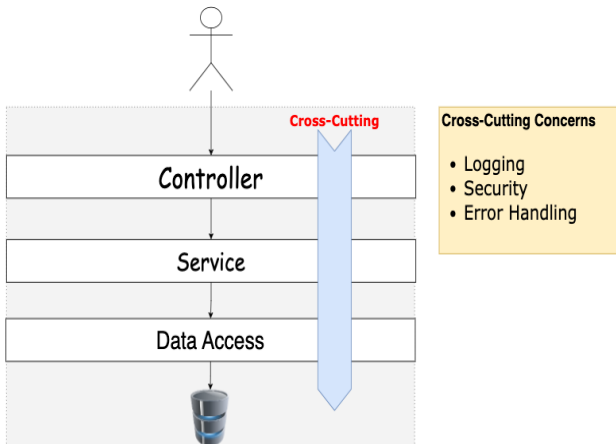 Cross-Cutting
Controller
Service
Data Access
Cross-Cutting Concerns
• Logging
• Security
• Error Handling